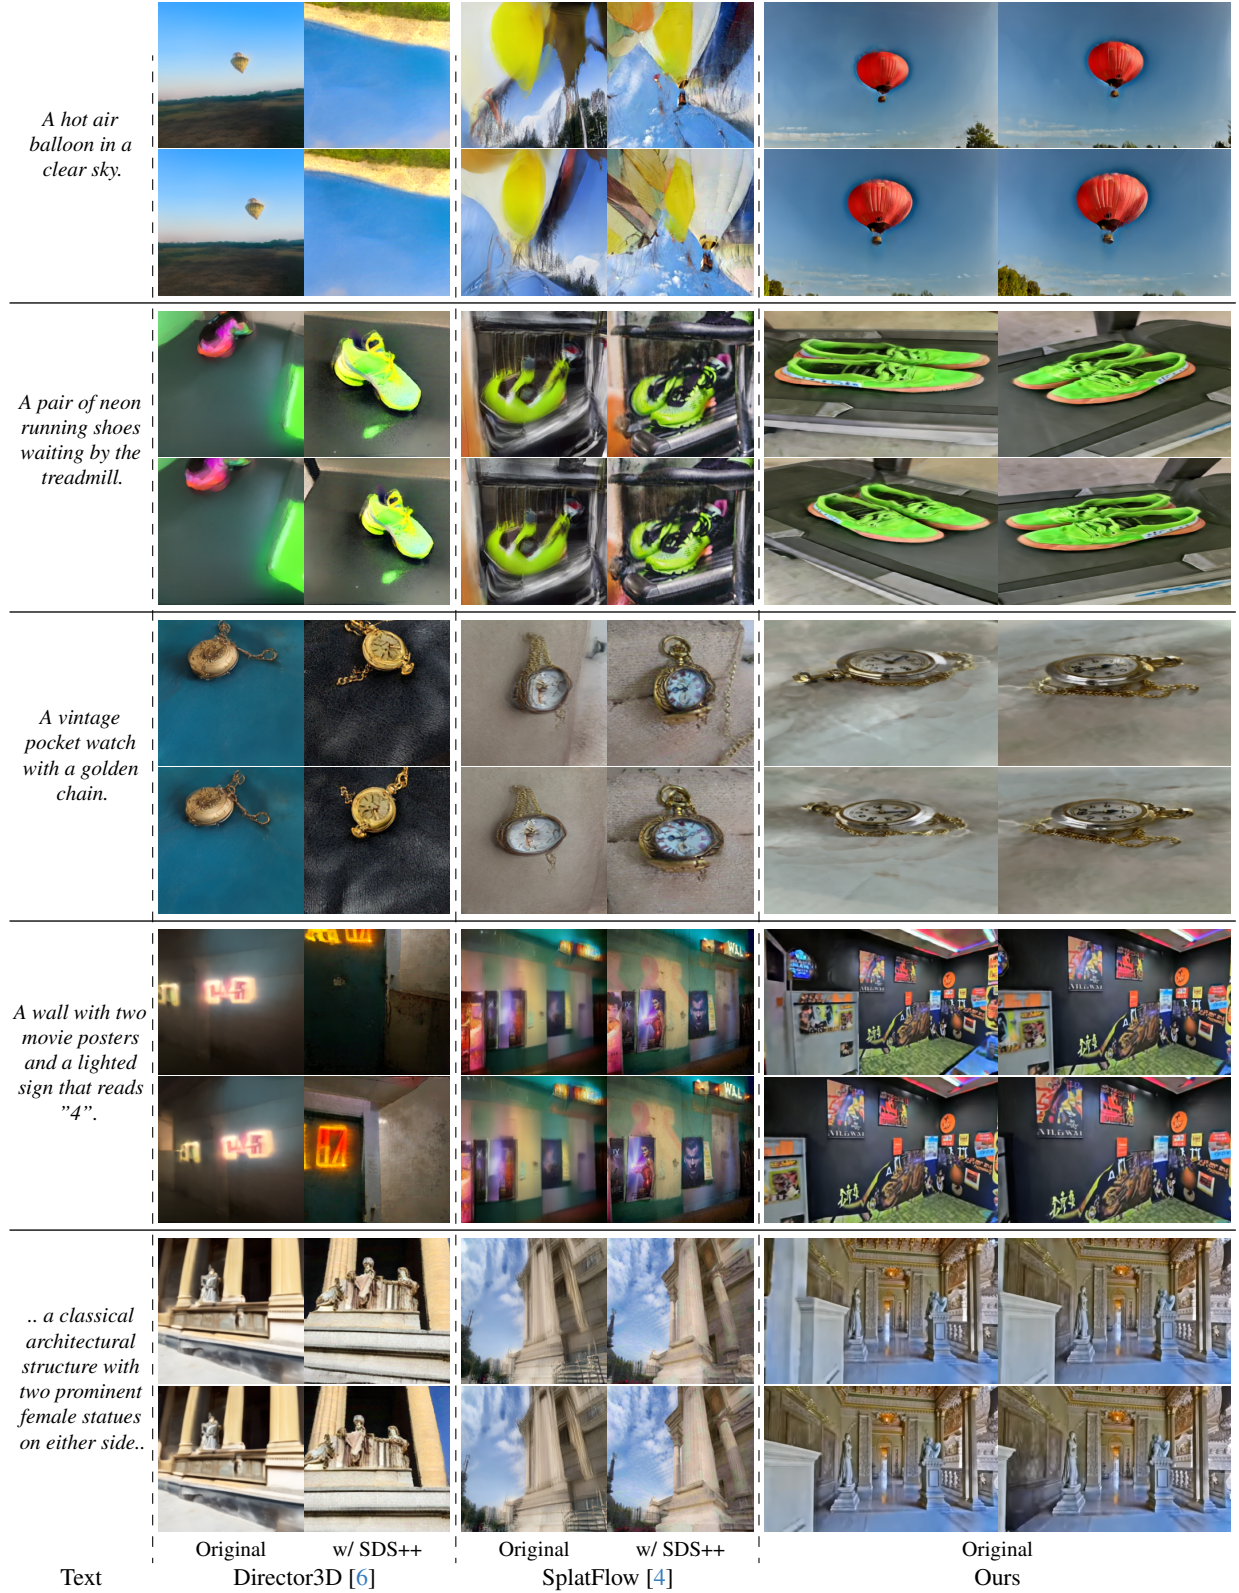 A hot air
balloon in a
clear sky.
A pair of neon
running shoes
waiting by the
treadmill.
A vintage
pocket watch
with a golden
chain.
A wall with two
movie posters
and a lighted
sign that reads
”4”.
WAL
WAL
.. a classical
architectural
structure with
two prominent
female statues
on either side..
Original
w/ SDS++
Original
w/ SDS++
Original
Text
Director3D [6]
SplatFlow [4]
Ours